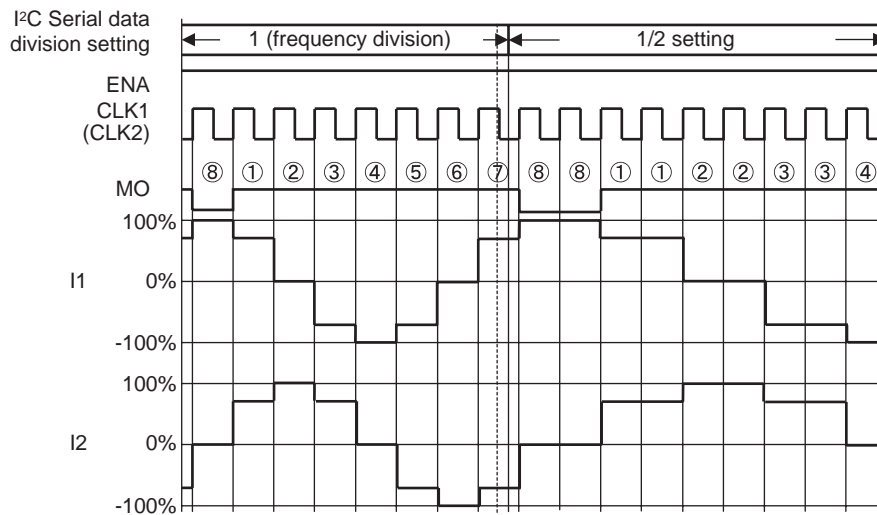 I²C Serial data
division setting
1 (frequency division)
1/2 setting
ENA
CLK1
(CLK2)
⑧ ① ② ③ ④ ⑤ ⑥ ⑦ ⑧ ⑧ ① ① ② ② ③ ③ ④
MO
100%
I1
0%
-100%
100%
I2
0%
-100%